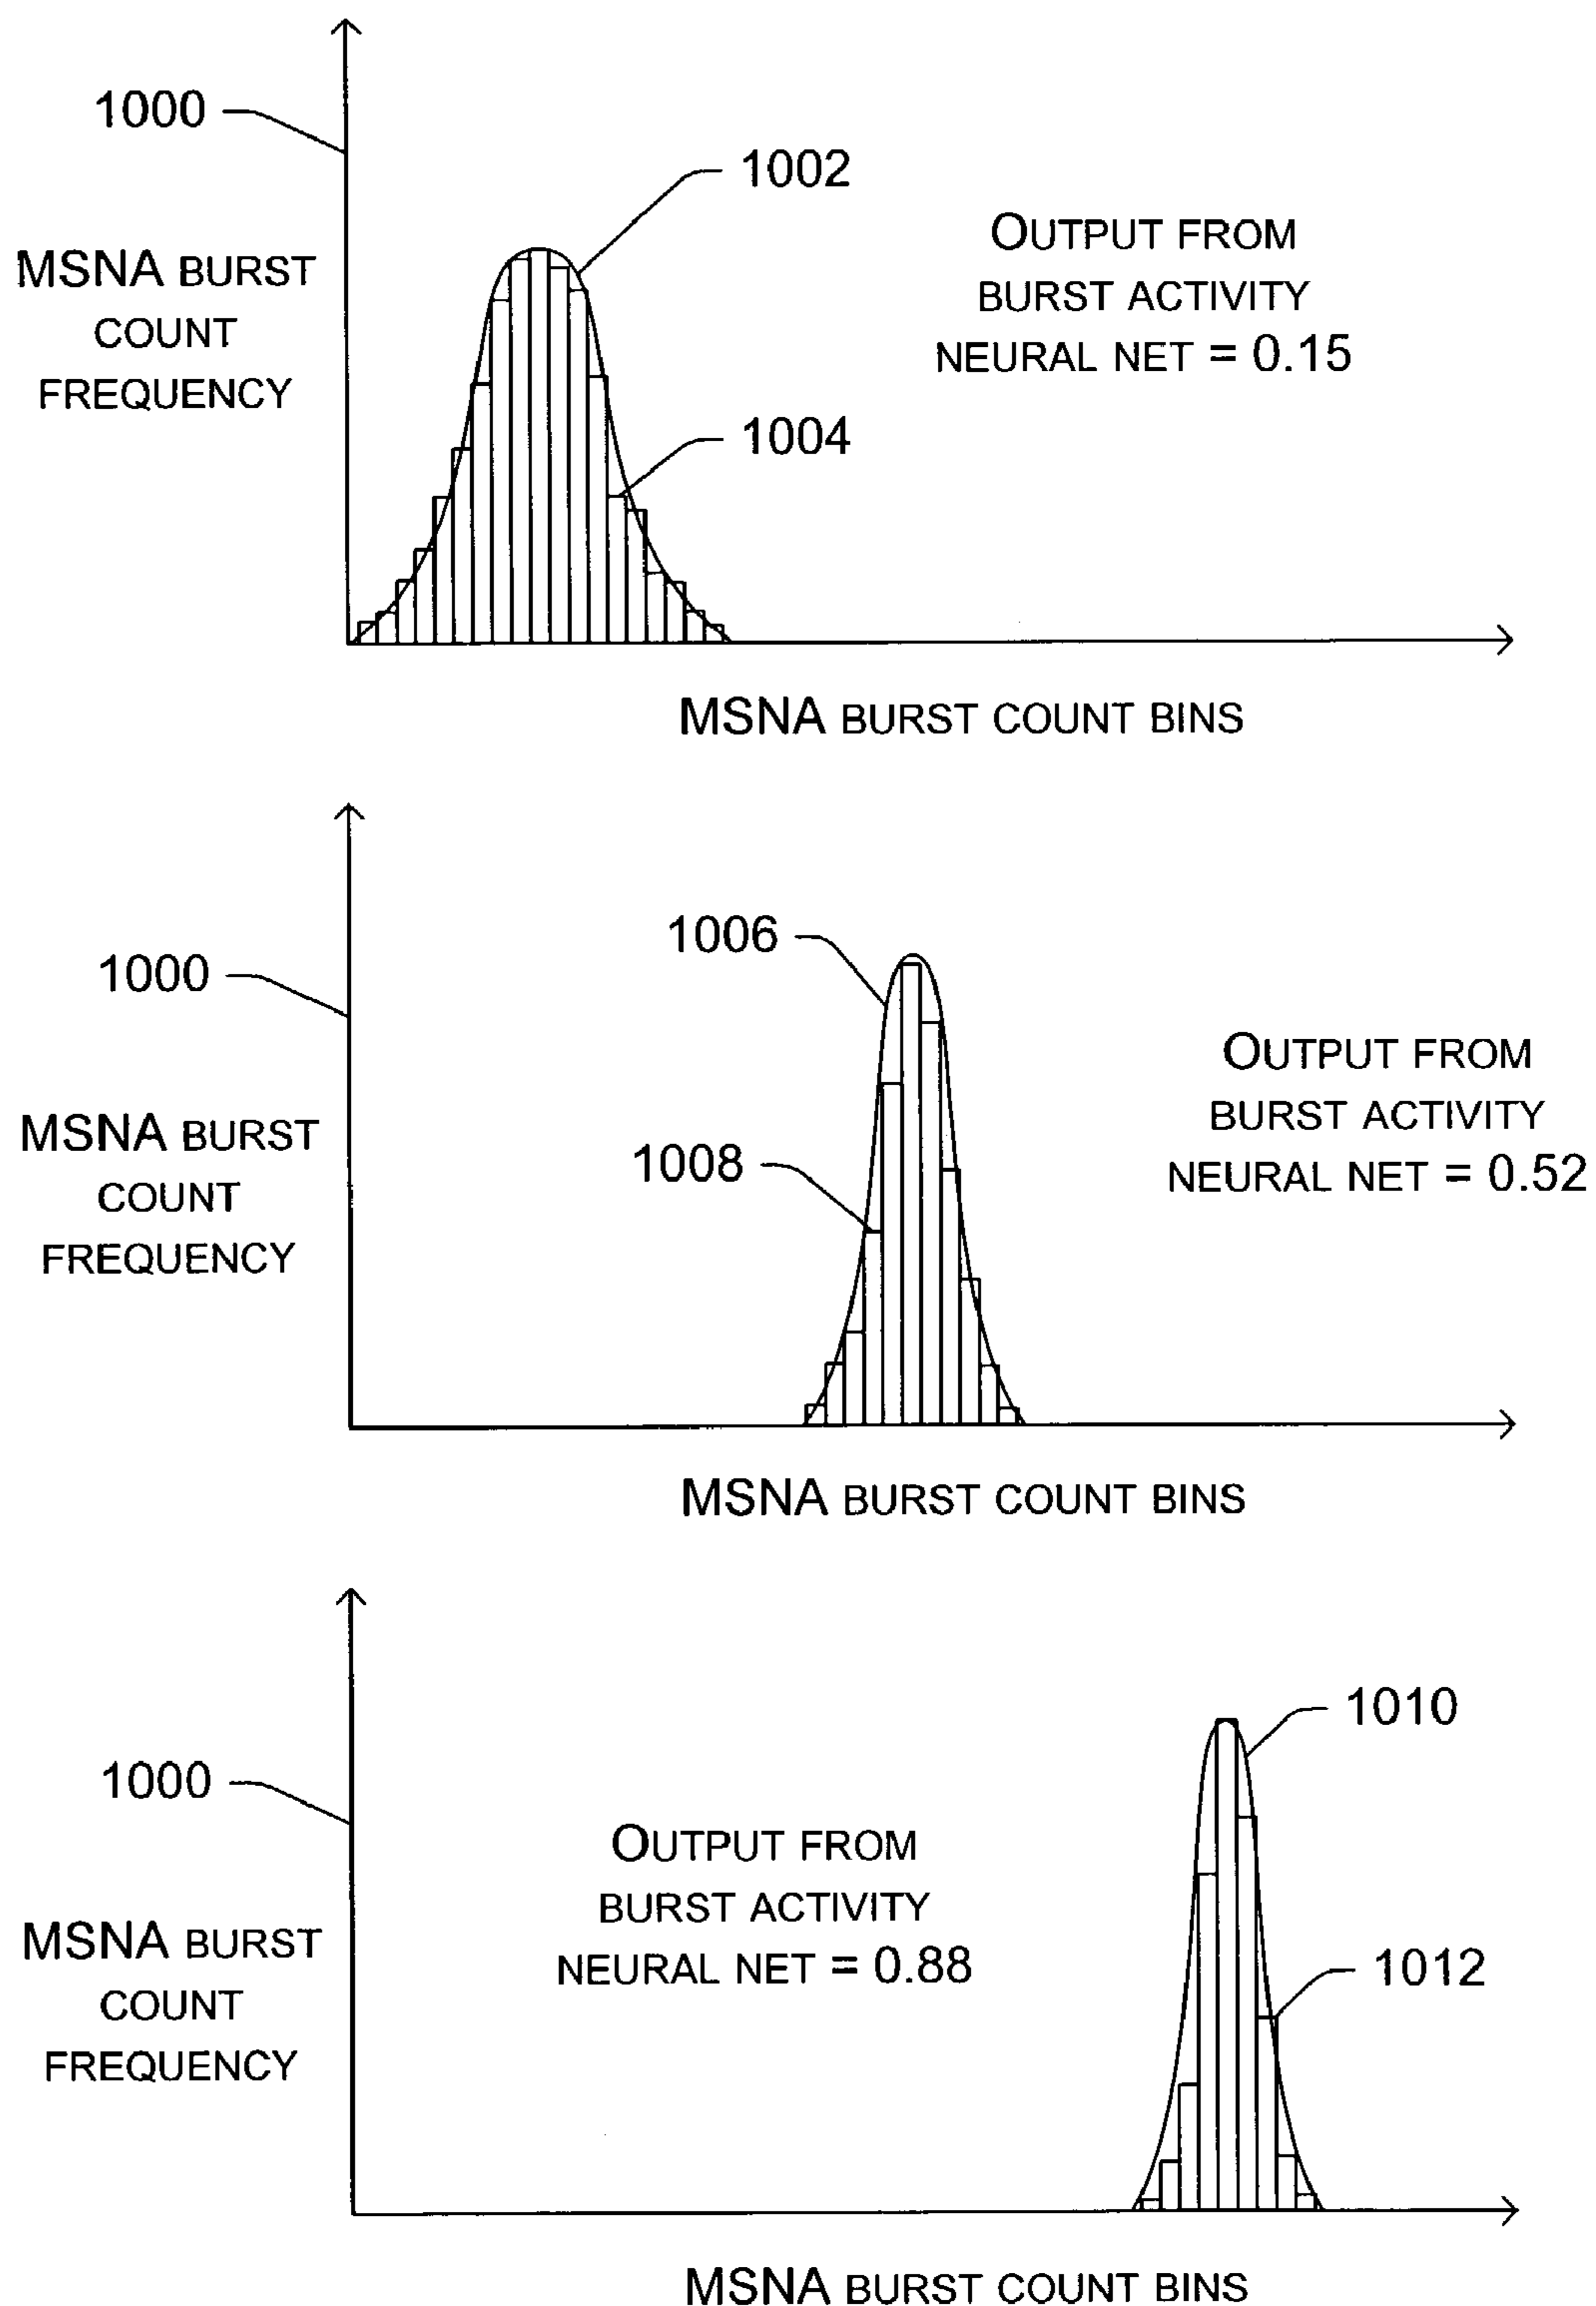 1000
1002
OUTPUT FROM
BURST ACTIVITY
NEURAL NET = 0.15
MSNA BURST
COUNT
FREQUENCY
1004
MSNA BURST COUNT BINS
1006
1000
OUTPUT FROM
BURST ACTIVITY
NEURAL NET = 0.52
MSNA BURST
COUNT
FREQUENCY
1008
MSNA BURST COUNT BINS
1010
1000
OUTPUT FROM
BURST ACTIVITY
NEURAL NET = 0.88
MSNA BURST
COUNT
FREQUENCY
1012
MSNA BURST COUNT BINS